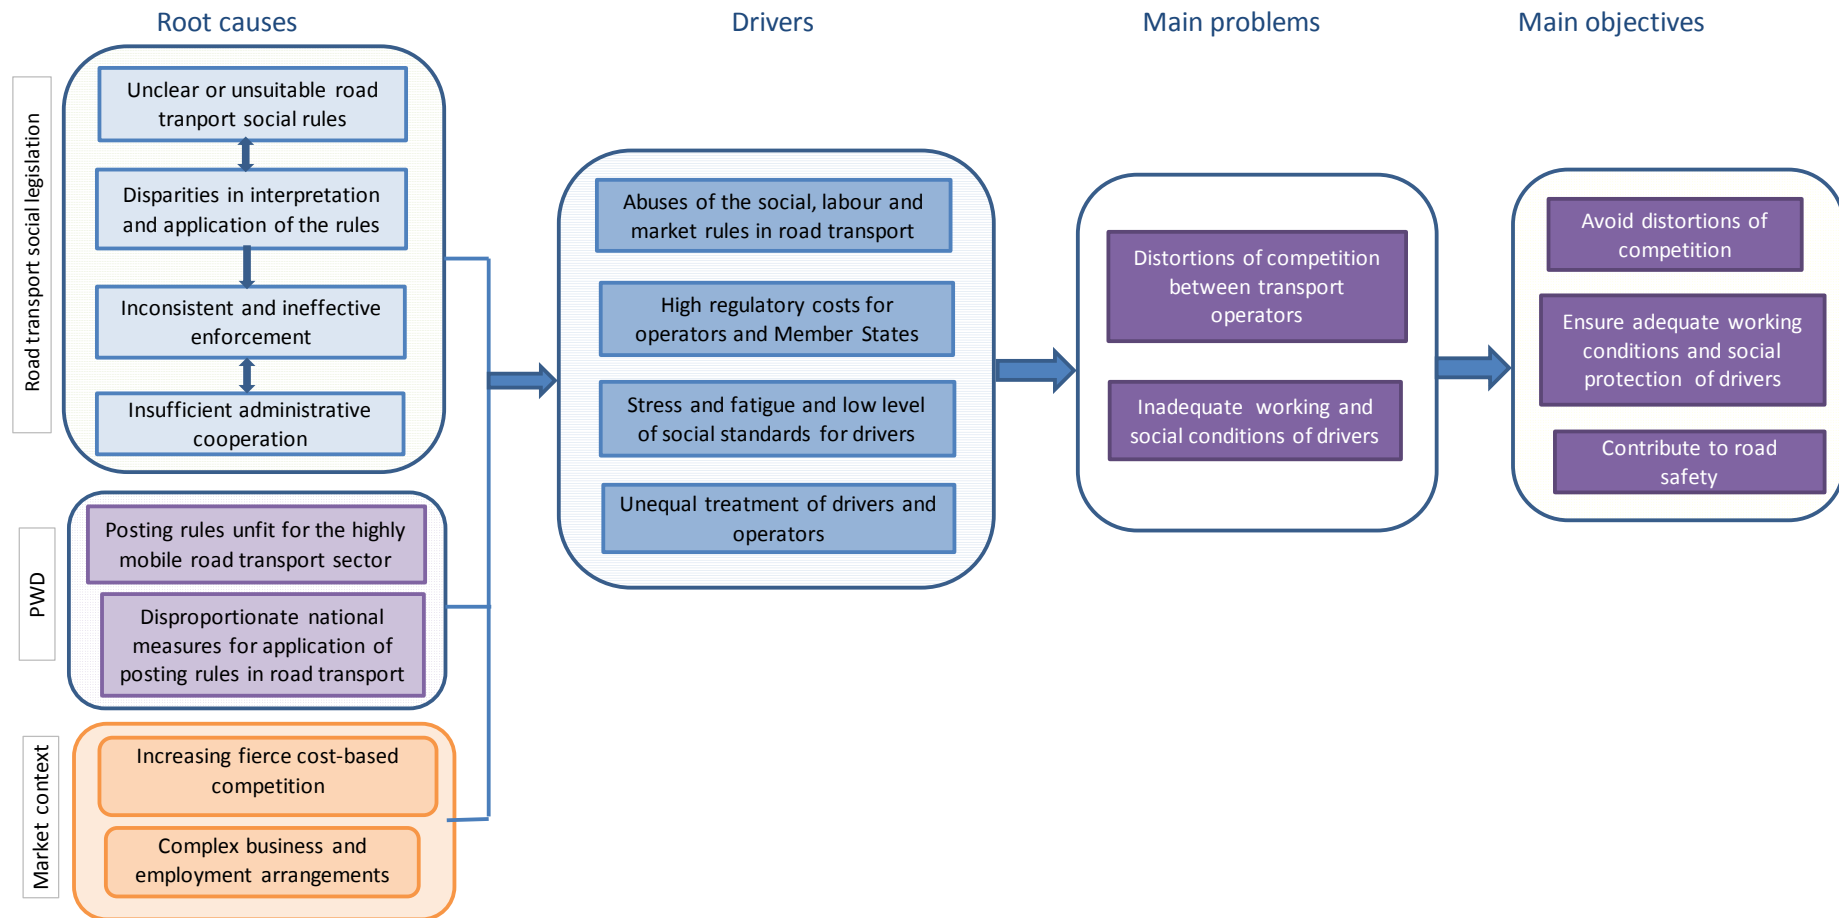 Root causes
Drivers
Main problems
Main objectives
Road transport social legislation
Unclear or unsuitable road
tranport social rules
Disparities in interpretation
and application of the rules
Inconsistent and ineffective
enforcement
Insufficient administrative
cooperation
PWD
Posting rules unfit for the highly
mobile road transport sector
Disproportionate national
measures for application of
posting rules in road transport
Market context
Increasing fierce cost-based
competition
Complex business and
employment arrangements
Abuses of the social, labour and
market rules in road transport
High regulatory costs for
operators and Member States
Stress and fatigue and low level
of social standards for drivers
Unequal treatment of drivers and
operators
Distortions of competition
between transport
operators
Inadequate working and
social conditions of drivers
Avoid distortions of
competition
Ensure adequate working
conditions and social
protection of drivers
Contribute to road
safety